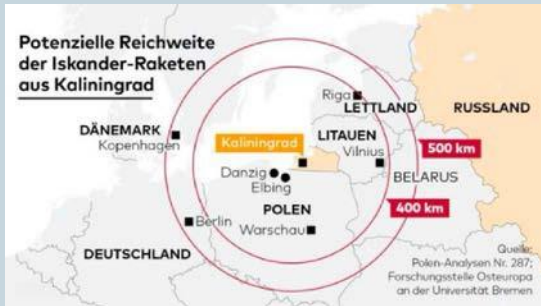 Potenzielle Reichweite
der Iskander-Raketen
aus Kaliningrad
Riga
LETTLAND
RUSSLAND
DÄNEMARK
Kopenhagen
Kaliningrad
LITAUEN
Vilnius
500 km
Danzig
Elbing
BELARUS
POLEN
400 km
Berlin
Warschau
DEUTSCHLAND
Quelle:
Polen-Analysen Nr. 287;
Forschungsstelle Osteuropa
an der Universität Bremen